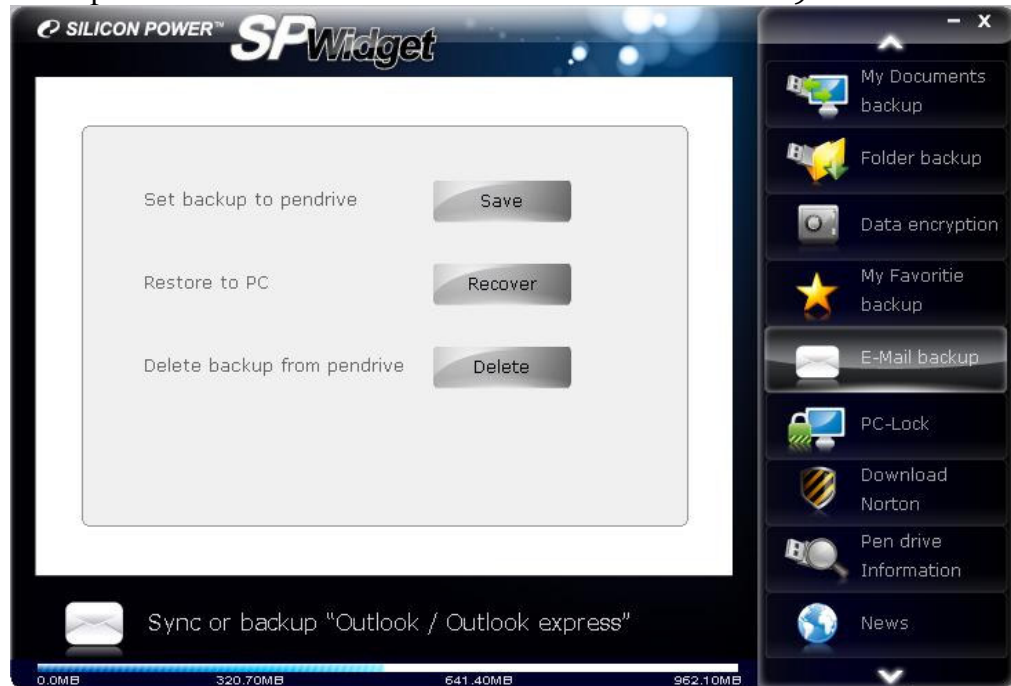 SILICON POWER™ SPWidget
- x
Set backup to pendrive Save
Restore to PC Recover
Delete backup from pendrive Delete
My Documents
backup
Folder backup
Data encryption
My Favoritie
backup
E-Mail backup
PC-Lock
Download
Norton
Pen drive
Information
News
Sync or backup "Outlook / Outlook express"
0.0MB 320.70MB 641.40MB 962.10MB